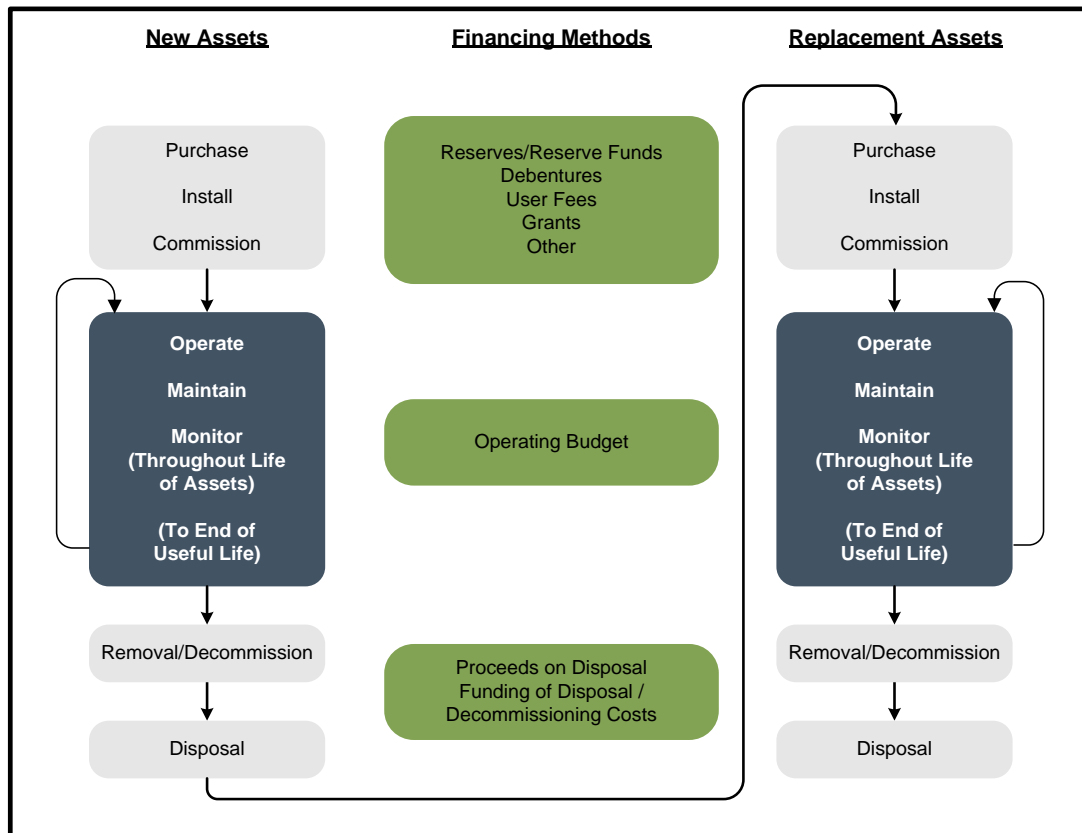 New Assets
Financing Methods
Replacement Assets
Purchase
Install
Commission
Operate
Maintain
Monitor
(Throughout Life
of Assets)
(To End of
Useful Life)
Removal/Decommission
Disposal
Reserves/Reserve Funds
Debentures
User Fees
Grants
Other
Operating Budget
Proceeds on Disposal
Funding of Disposal /
Decommissioning Costs
Purchase
Install
Commission
Operate
Maintain
Monitor
(Throughout Life
of Assets)
(To End of
Useful Life)
Removal/Decommission
Disposal